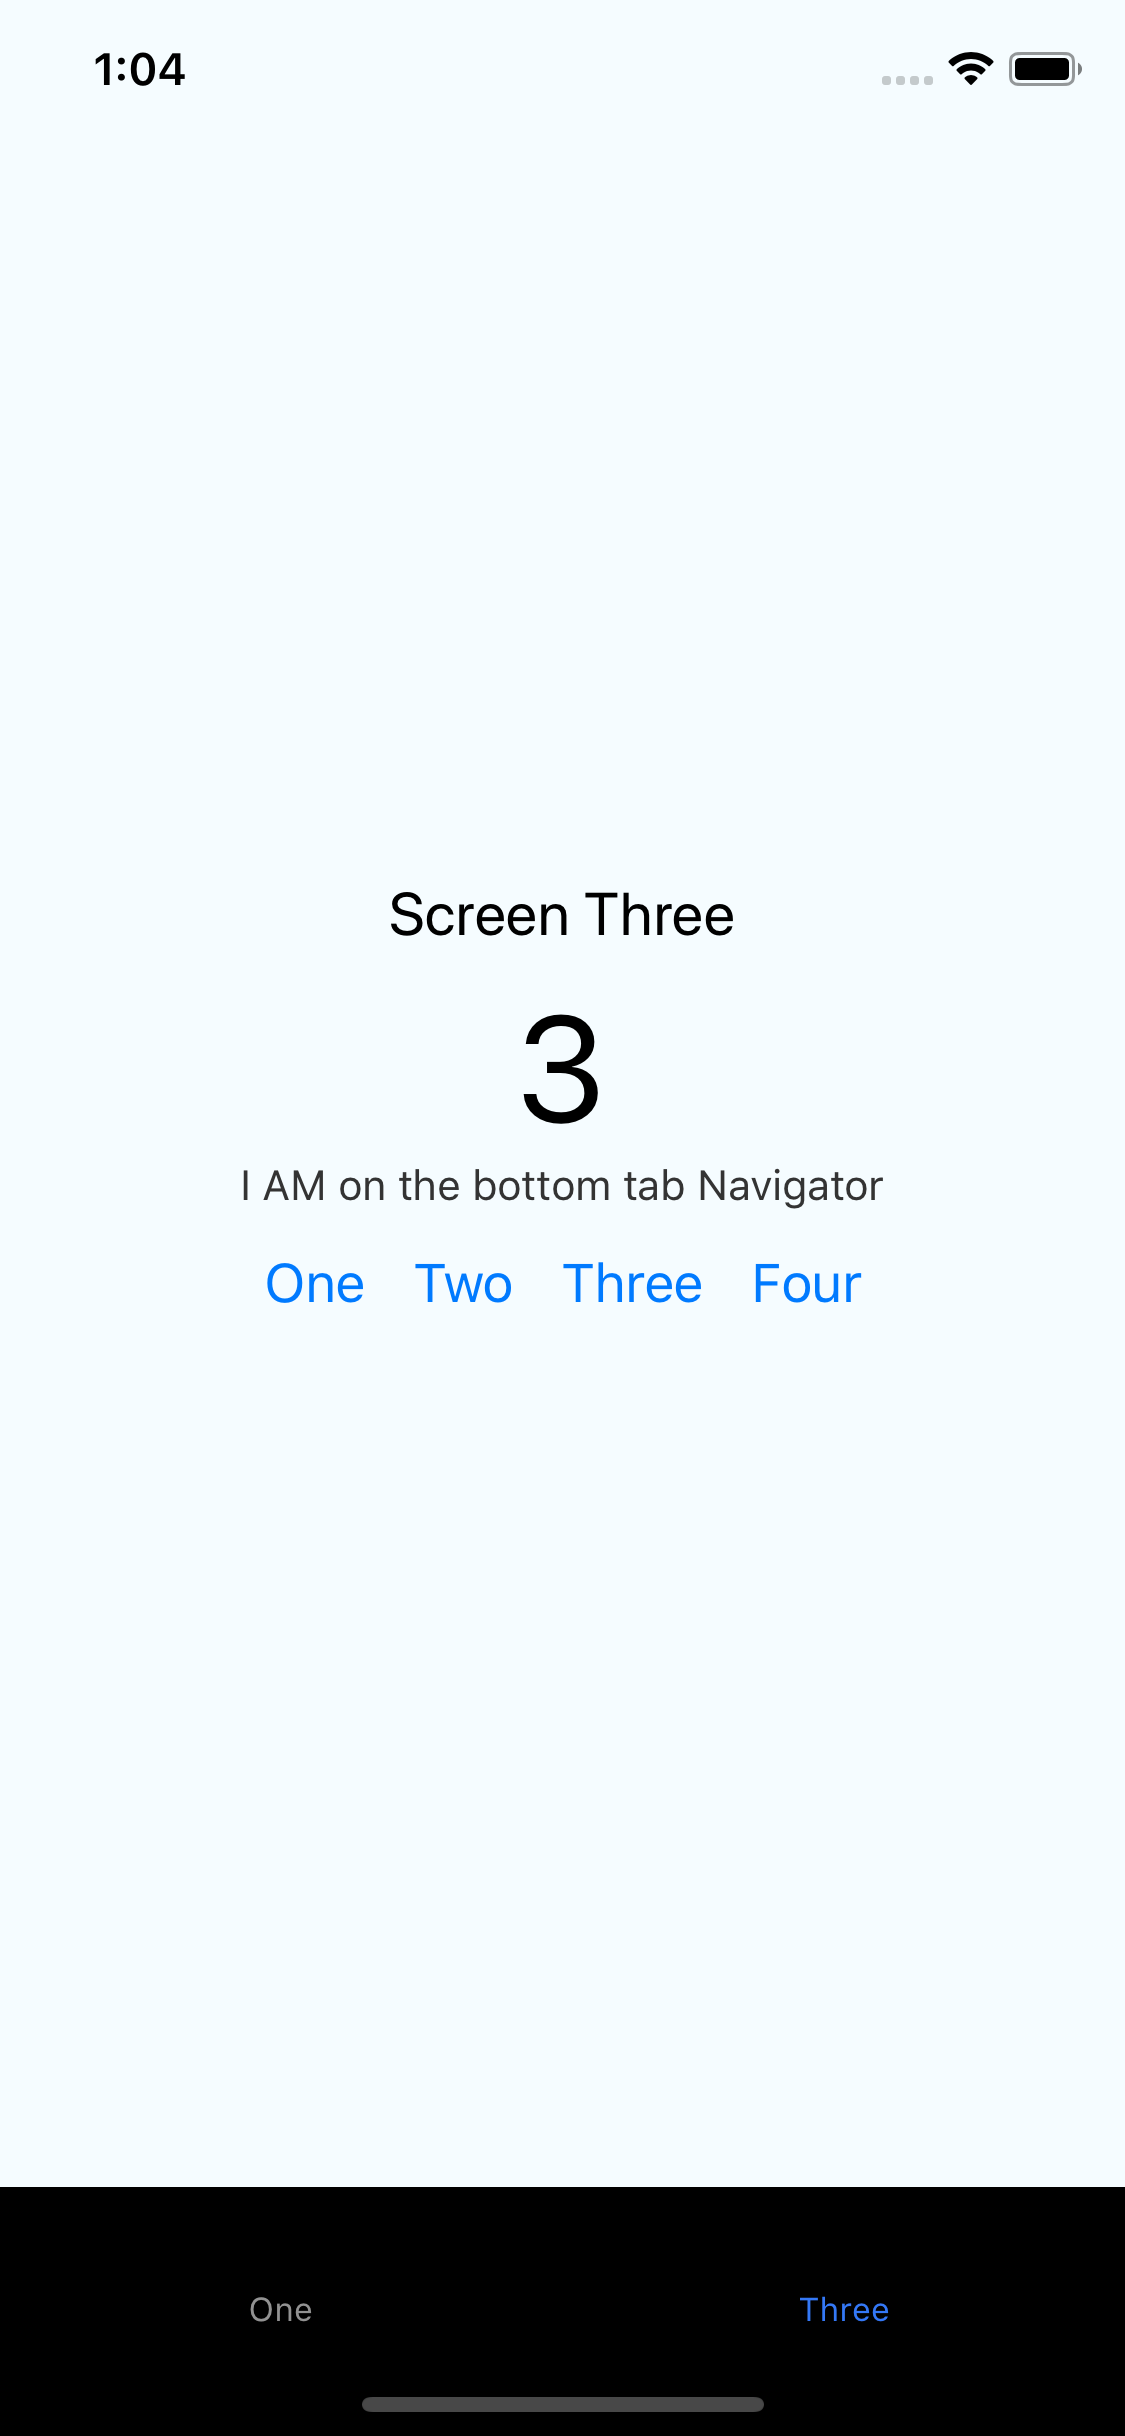 1:04
Screen Three
3
I AM on the bottom tab Navigator
One Two Three Four
One Three